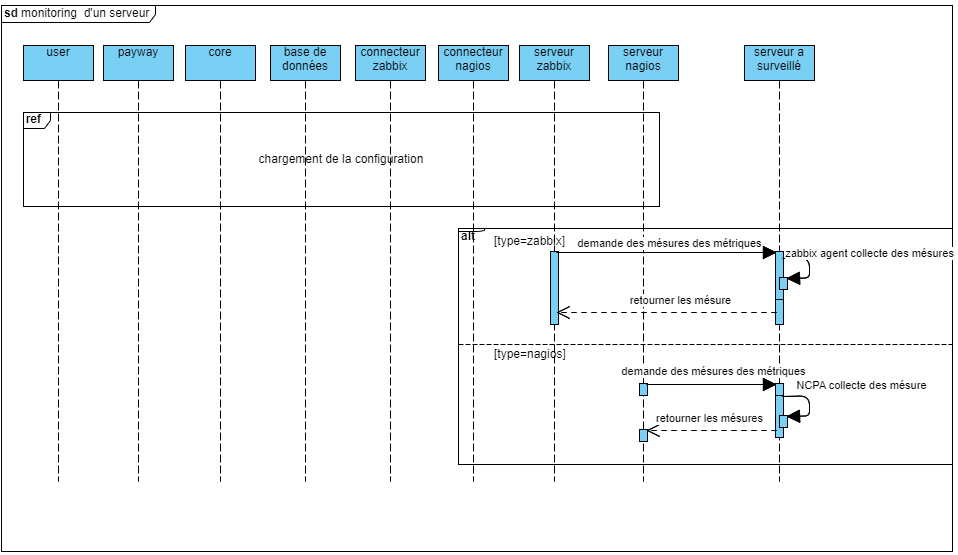 sd monitoring d'un serveur
user
payway
core
base de
données
connecteur
zabbix
connecteur
nagios
serveur
zabbix
serveur
nagios
serveur a
surveillé
ref
chargement de la configuration
alt
[type=zabbix]
demande des mésures des métriques
zabbix agent collecte des mésures
retourner les mésure
[type=nagios]
demande des mésures des métriques
NCPA collecte des mésure
retourner les mésures